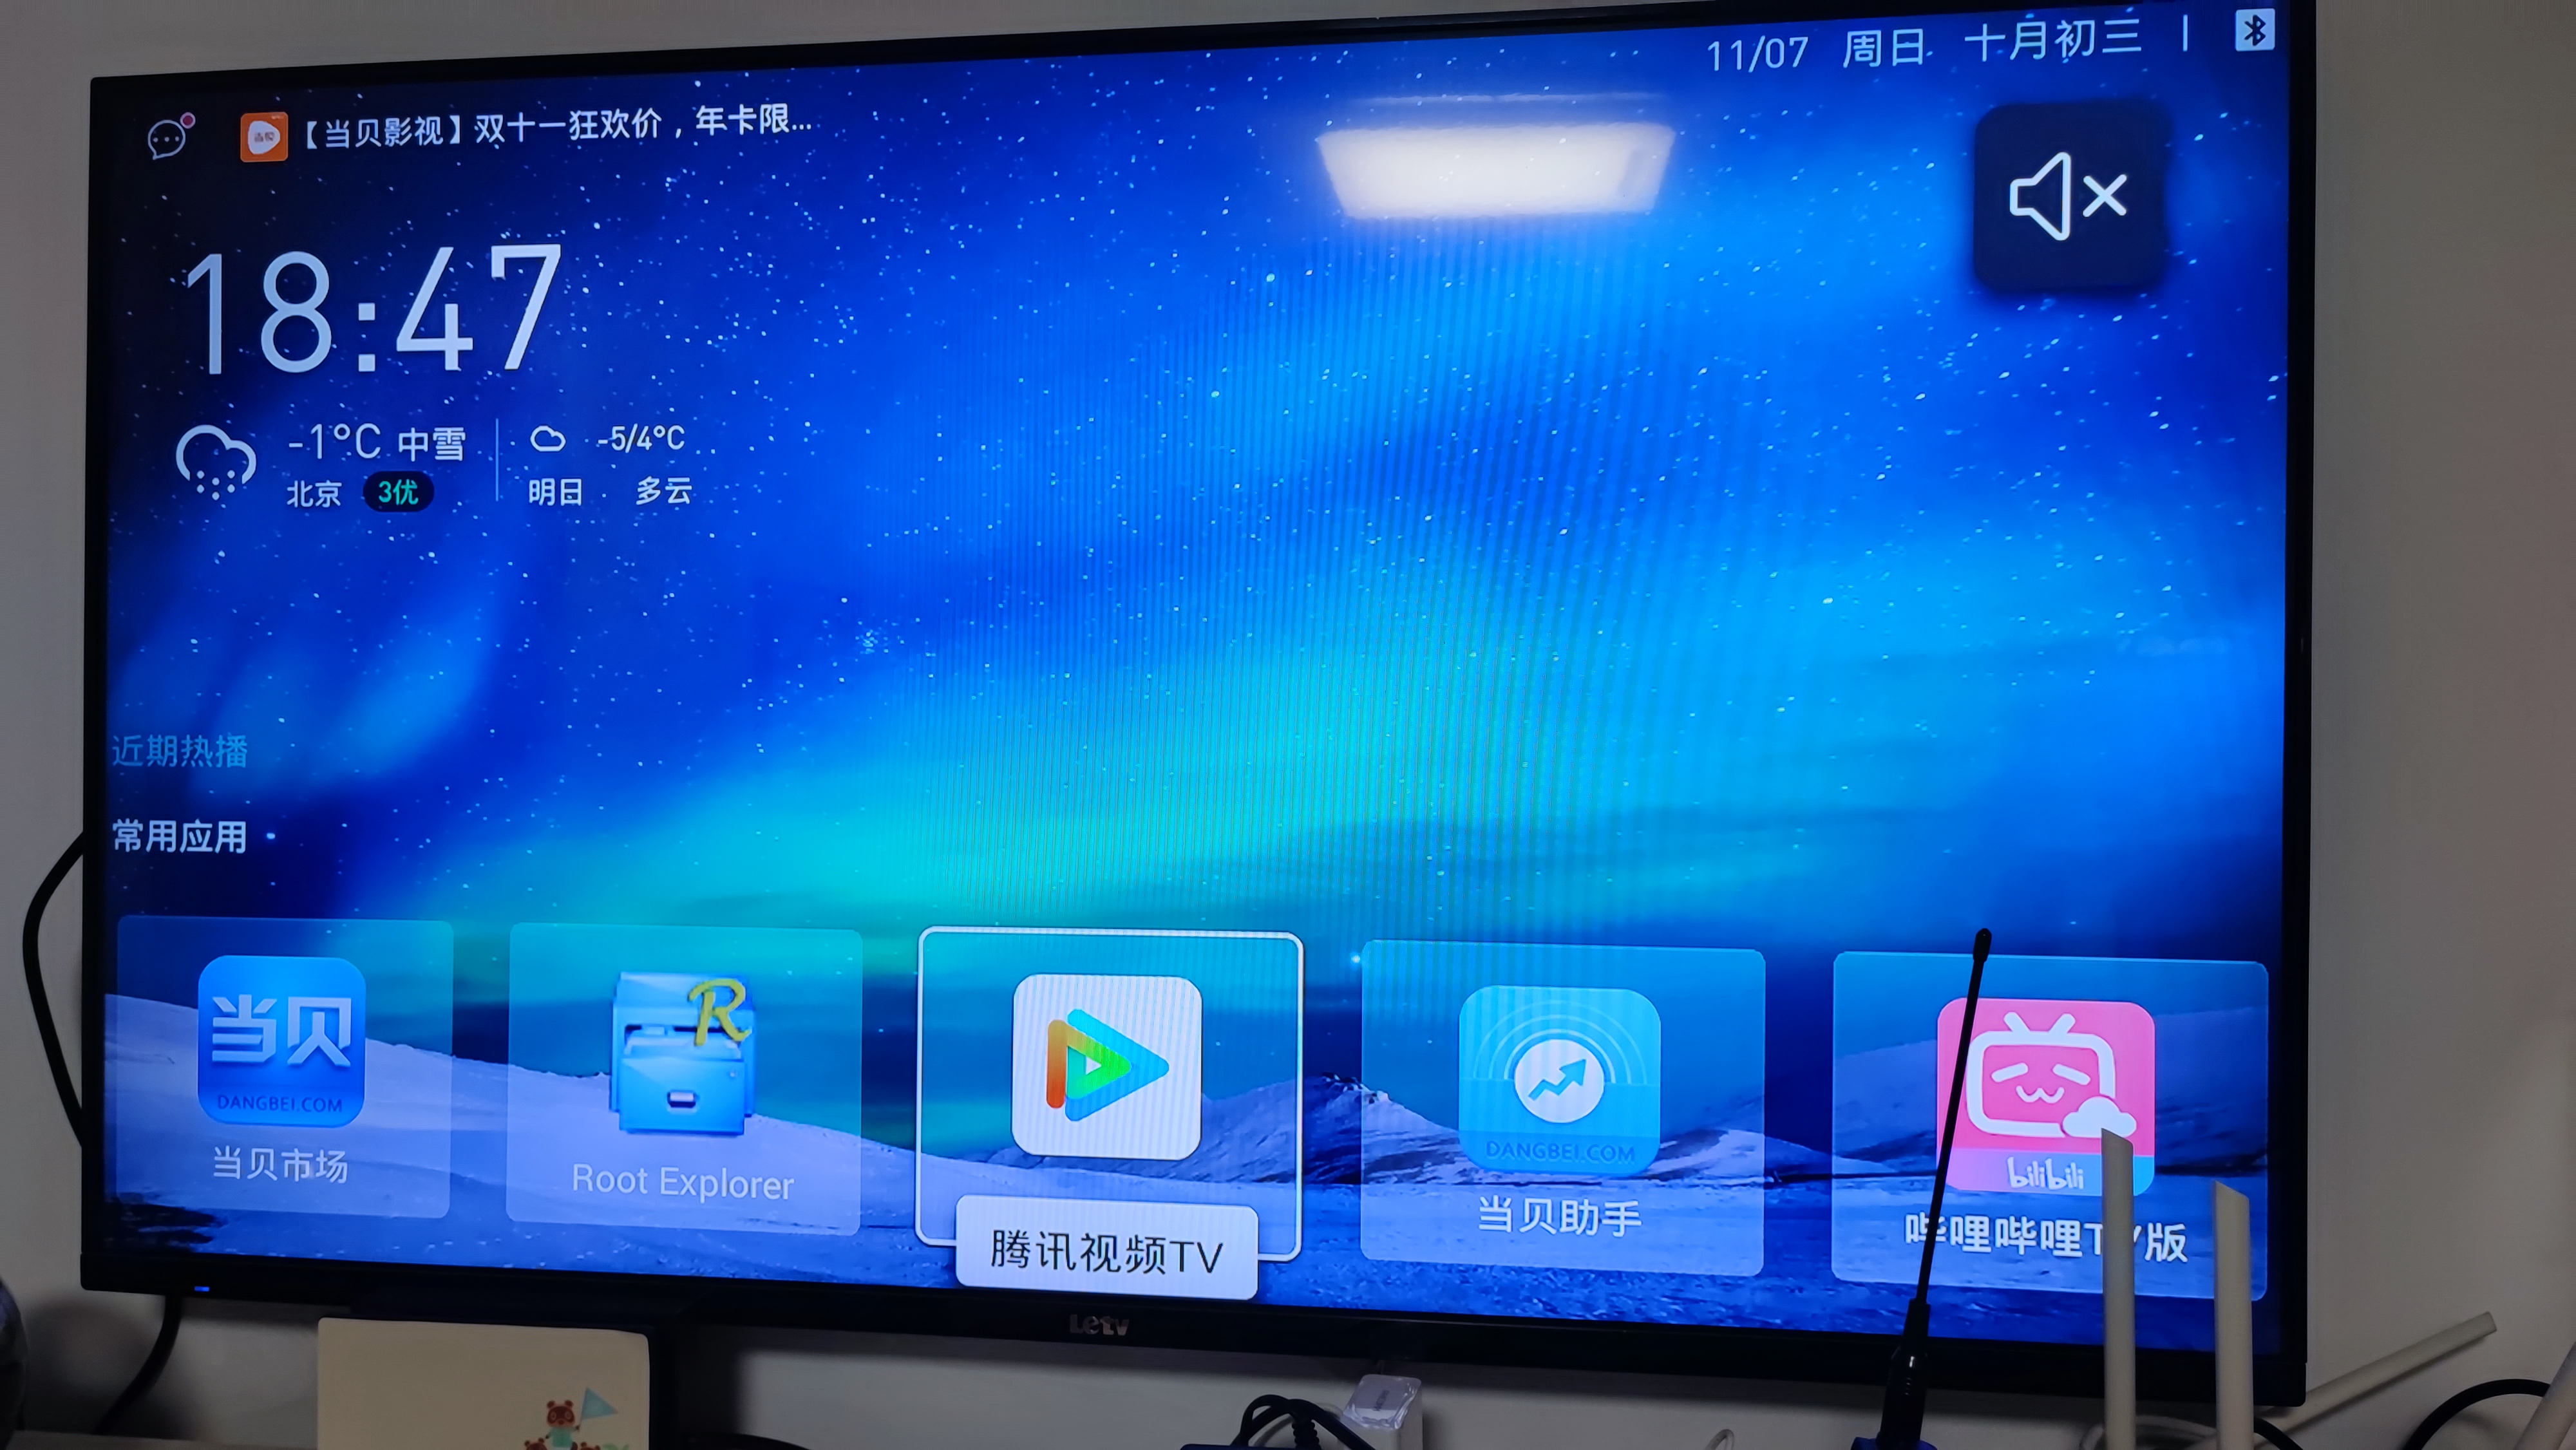 11/07 周日 十月初三
【当贝影视】双十一狂欢价，年卡限...
18:47
-1°C 中雪
北京 3优
-5/4°C
明日 多云
近期热播
常用应用
当贝
DANGBEI.COM
当贝市场
R
Root Explorer
腾讯视频TV
DANGBEI.COM
当贝助手
bilibili
哔哩哔哩TV版
Letv